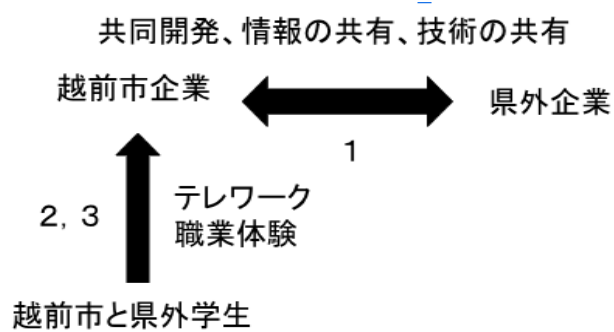 共同開発、情報の共有、技術の共有
越前市企業
県外企業
1
2，3
テレワーク
職業体験
越前市と県外学生